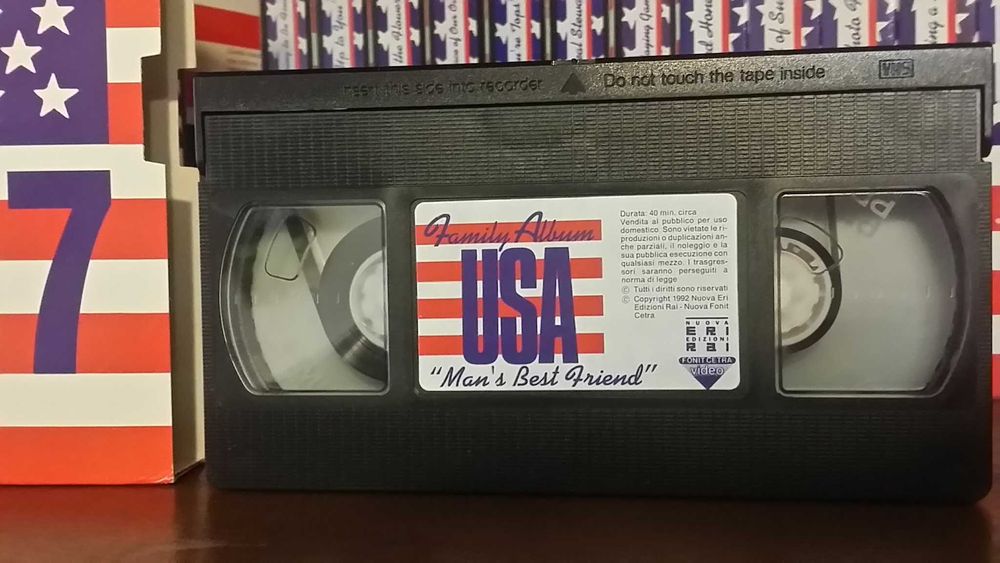 7
Up to You
Insert this side into recorder
Do not touch the tape inside
VHS
Family Album
USA
"Man's Best Friend"
Durata: 40 min. circa
Vendita al pubblico per uso
domestico. Sono vietate le ri-
produzioni o duplicazioni an-
che parziali, il noleggio e la
sua pubblica esecuzione con
qualsiasi mezzo. I trasgres-
sori saranno perseguiti a
norma di legge
© Tutti i diritti sono riservati
© Copyright 1992 Nuova Eri
Edizioni Rai - Nuova Fonit
Cetra
NUOVA
ERI
EDIZIONI
RAI
FONIT CETRA
video